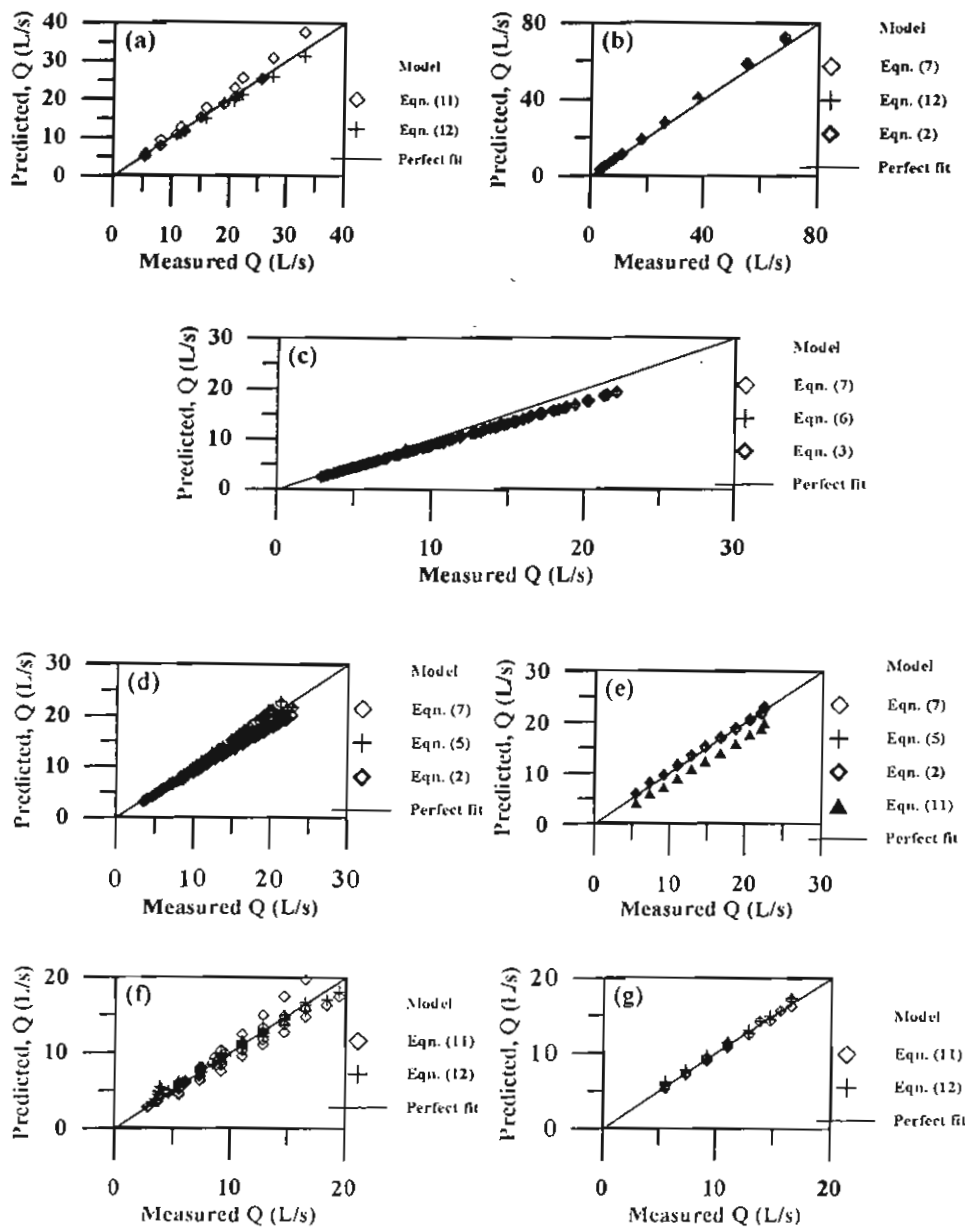 Predicted, Q (L/s)
40
30
20
10
0
(a)
0 10 20 30 40
Measured Q (L/s)
Model
Eqn. (11)
Eqn. (12)
Perfect fit
Predicted, Q (L/s)
80
40
0
(b)
0 40 80
Measured Q (L/s)
Model
Eqn. (7)
Eqn. (12)
Eqn. (2)
Perfect fit
Predicted, Q (L/s)
30
20
10
0
(c)
0 10 20 30
Measured Q (L/s)
Model
Eqn. (7)
Eqn. (6)
Eqn. (3)
Perfect fit
Predicted, Q (L/s)
30
20
10
0
(d)
0 10 20 30
Measured Q (L/s)
Model
Eqn. (7)
Eqn. (5)
Eqn. (2)
Perfect fit
Predicted, Q (L/s)
30
20
10
0
(e)
0 10 20 30
Measured Q (L/s)
Model
Eqn. (7)
Eqn. (5)
Eqn. (2)
Eqn. (11)
Perfect fit
Predicted, Q (L/s)
20
10
0
(f)
0 10 20
Measured Q (L/s)
Model
Eqn. (11)
Eqn. (12)
Perfect fit
Predicted, Q (L/s)
20
10
0
(g)
0 10 20
Measured Q (L/s)
Model
Eqn. (11)
Eqn. (12)
Perfect fit